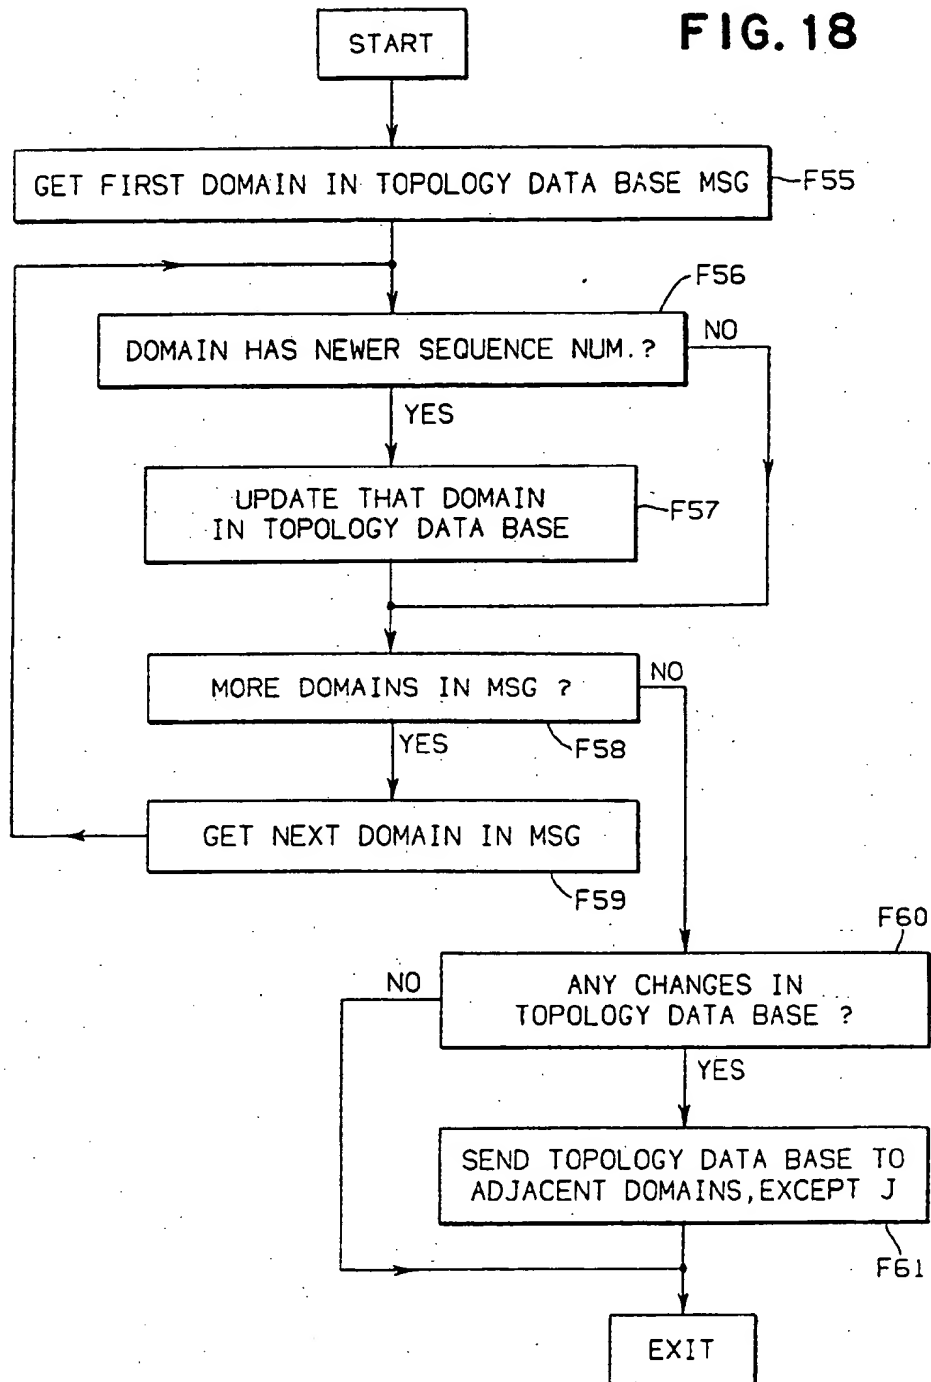 FIG. 18
START
GET FIRST DOMAIN IN TOPOLOGY DATA BASE MSG
F55
F56
DOMAIN HAS NEWER SEQUENCE NUM. ?
NO
YES
UPDATE THAT DOMAIN
IN TOPOLOGY DATA BASE
F57
MORE DOMAINS IN MSG ?
NO
YES
F58
GET NEXT DOMAIN IN MSG
F59
F60
NO
ANY CHANGES IN
TOPOLOGY DATA BASE ?
YES
SEND TOPOLOGY DATA BASE TO
ADJACENT DOMAINS, EXCEPT J
F61
EXIT